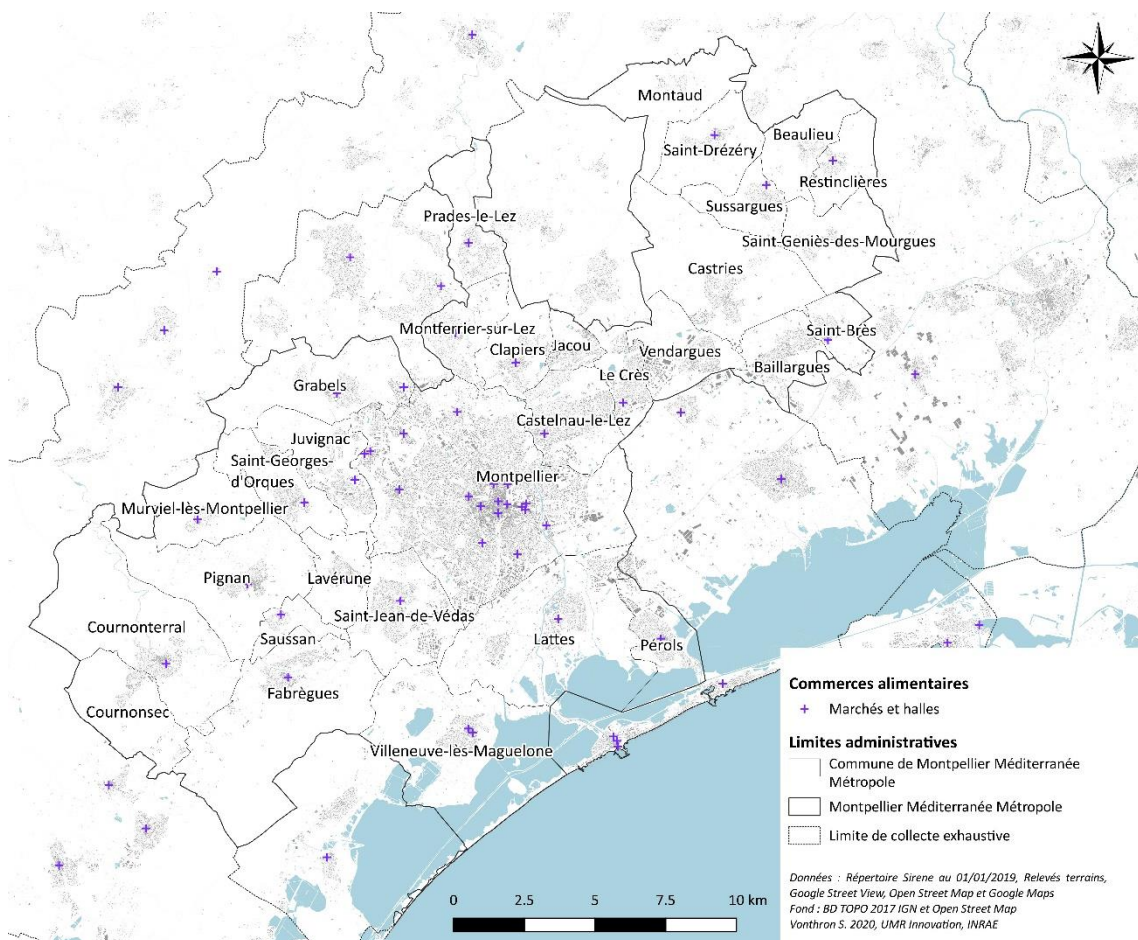 Montaud
Saint-Drézéry
Beaulieu
Restinclières
Sussargues
Prades-le-Lez
Saint-Geniès-des-Mourgues
Castries
Montferrier-sur-Lez
Clapiers
Jacou
Vendargues
Saint-Brès
Baillargues
Le Crès
Grabels
Castelnau-le-Lez
Juvignac
Saint-Georges-
d'Orques
Montpellier
Murviel-lès-Montpellier
Pignan
Lavérune
Saint-Jean-de-Védas
Cournonterral
Saussan
Lattes
Pérols
Fabrègues
Cournonsec
Villeneuve-lès-Maguelone
Commerces alimentaires
Marchés et halles
Limites administratives
Commune de Montpellier Méditerranée
Métropole
Montpellier Méditerranée Métropole
Limite de collecte exhaustive
Données : Répertoire Sirene au 01/01/2019, Relevés terrains,
Google Street View, Open Street Map et Google Maps
Fond : BD TOPO 2017 IGN et Open Street Map
Vonthron S. 2020, UMR Innovation, INRAE
0 2.5 5 7.5 10 km